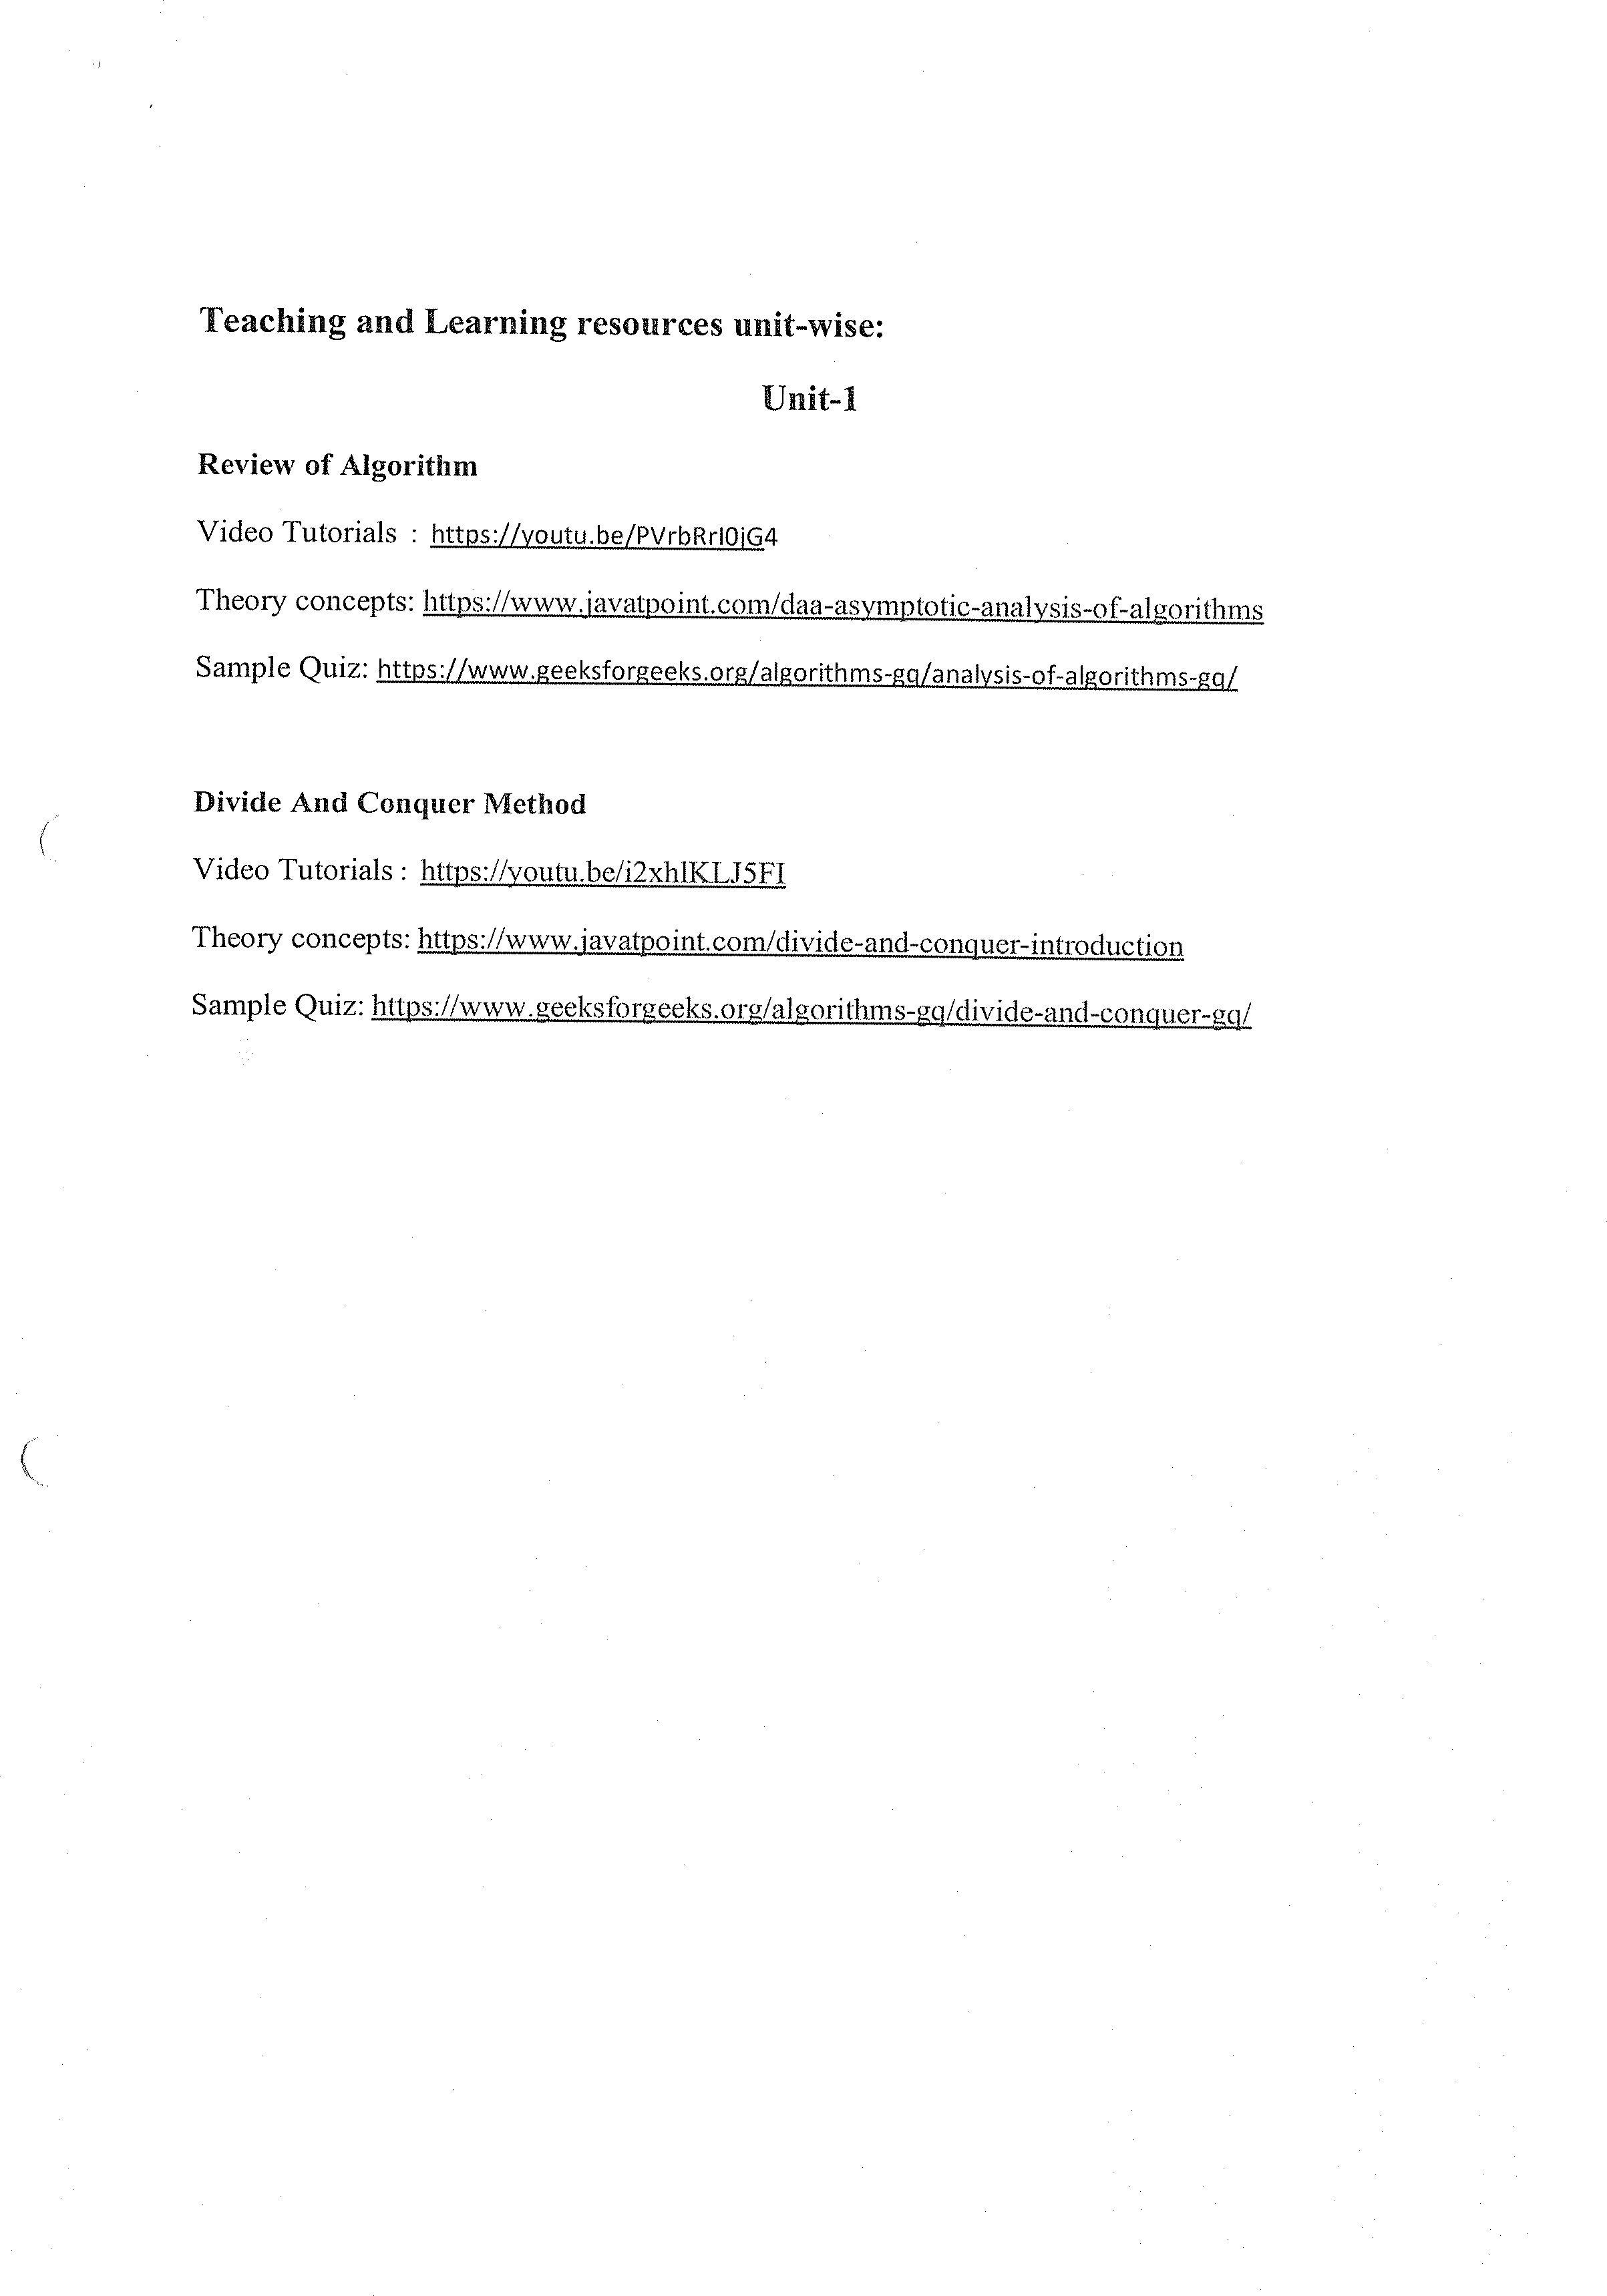 Teaching and Learning resources unit-wise:
Unit-1
Review of Algorithm
Video Tutorials : https://youtu.be/PVrbRrl0jG4
Theory concepts: https://www.javatpoint.com/daa-asymptotic-analysis-of-algorithms
Sample Quiz: https://www.geeksforgeeks.org/algorithms-gq/analysis-of-algorithms-gq/
Divide And Conquer Method
Video Tutorials : https://youtu.be/i2xhlKLJ5FI
Theory concepts: https://www.javatpoint.com/divide-and-conquer-introduction
Sample Quiz: https://www.geeksforgeeks.org/algorithms-gq/divide-and-conquer-gq/